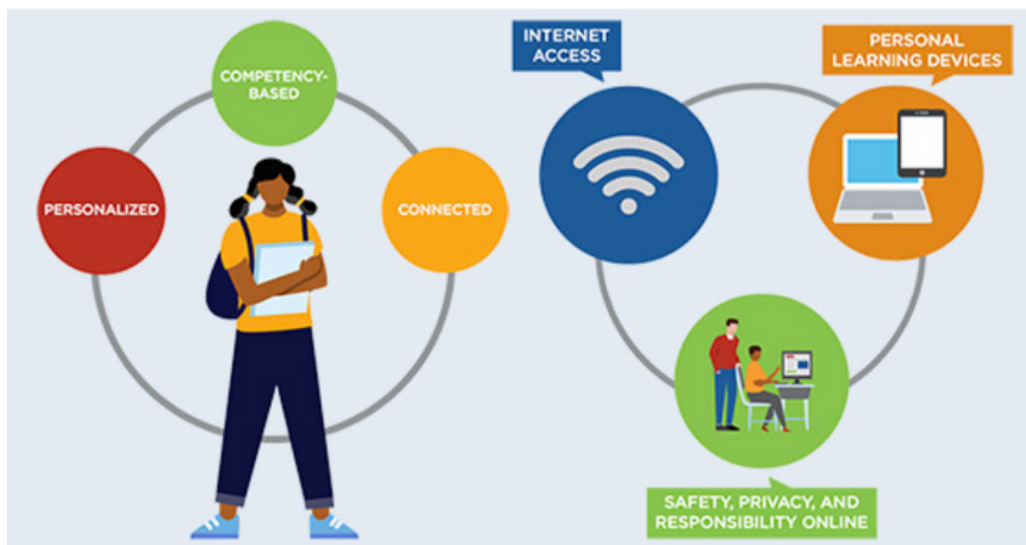 COMPETENCY-
BASED
PERSONALIZED
CONNECTED
INTERNET
ACCESS
PERSONAL
LEARNING DEVICES
SAFETY, PRIVACY, AND
RESPONSIBILITY ONLINE